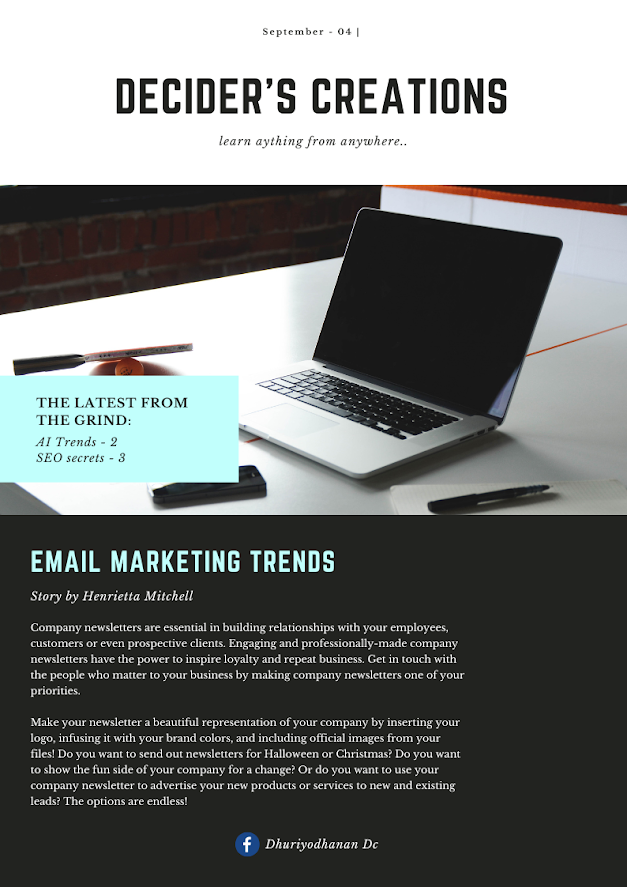 September - 04 |
DECIDER'S CREATIONS
learn aything from anywhere..
THE LATEST FROM
THE GRIND:
AI Trends - 2
SEO secrets - 3
EMAIL MARKETING TRENDS
Story by Henrietta Mitchell
Company newsletters are essential in building relationships with your employees,
customers or even prospective clients. Engaging and professionally-made company
newsletters have the power to inspire loyalty and repeat business. Get in touch with
the people who matter to your business by making company newsletters one of your
priorities.
Make your newsletter a beautiful representation of your company by inserting your
logo, infusing it with your brand colors, and including official images from your
files! Do you want to send out newsletters for Halloween or Christmas? Do you want
to show the fun side of your company for a change? Or do you want to use your
company newsletter to advertise your new products or services to new and existing
leads? The options are endless!
Dhuriyodhanan Dc